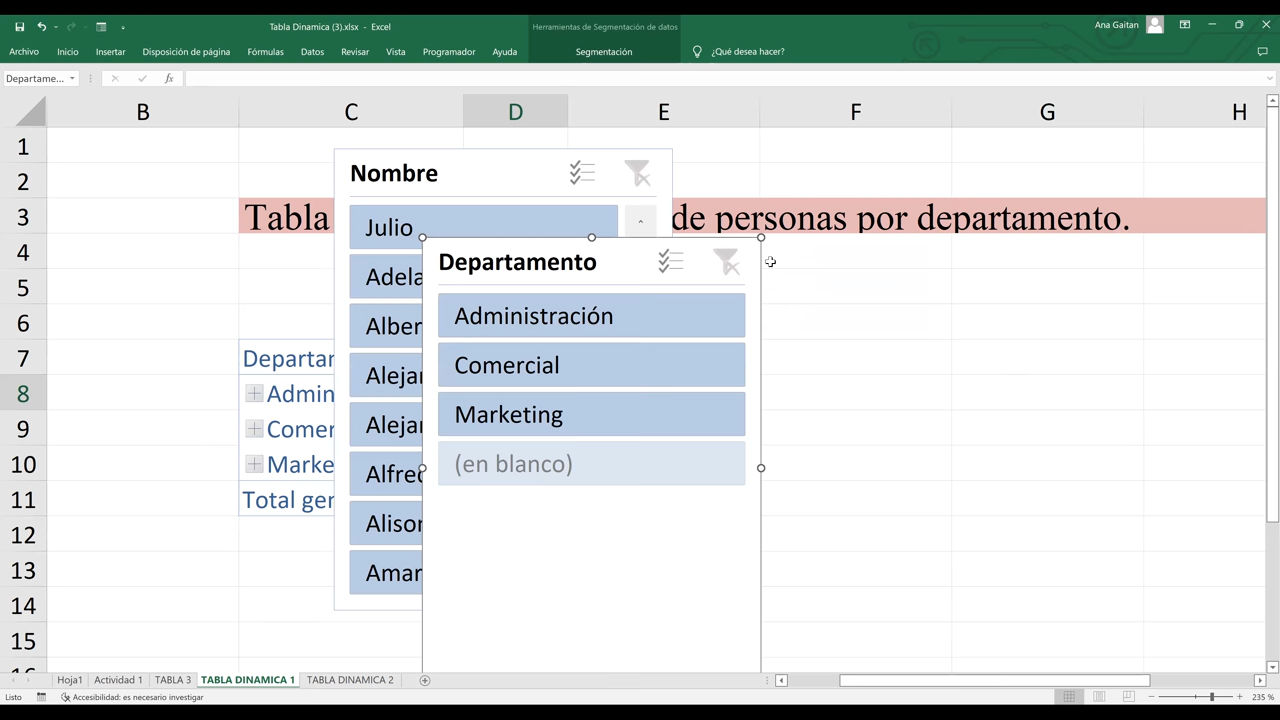 Tabla Dinamica (3).xlsx - Excel
Herramientas de Segmentación de datos
Ana Gaitan
Archivo Inicio Insertar Disposición de página Fórmulas Datos Revisar Vista Programador Ayuda Segmentación ¿Qué desea hacer?
Departame... fx
B C D E F G H
1
2
3 Tabla de personas por departamento.
4
5
6
7 Departar
8 Admin
9 Comer
10 Marke
11 Total ger
12
13
14
15
16
Nombre
Julio
Adela
Alber
Alejar
Alejar
Alfred
Alisor
Amar
Departamento
Administración
Comercial
Marketing
(en blanco)
Hoja1 Actividad 1 TABLA 3 TABLA DINAMICA 1 TABLA DINAMICA 2
Listo Accesibilidad: es necesario investigar 235 %